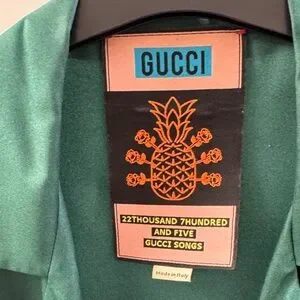 GUCCI
22THOUSAND 7HUNDRED
AND FIVE
GUCCI SONGS
Made in Italy